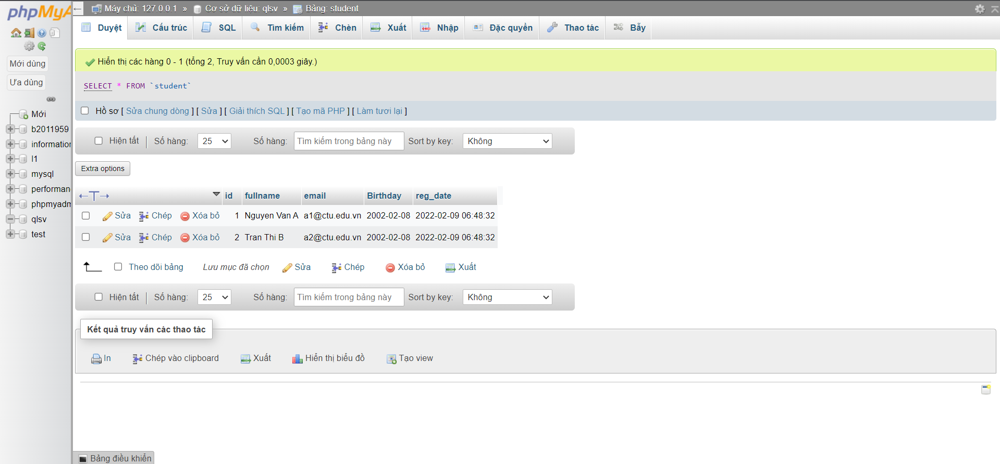 phpMyA
Mới dùng
Ưa dùng
Mới
b2011959
information
l1
mysql
performan
phpmyadm
qlsv
test
Máy chủ: 127.0.0.1 » Cơ sở dữ liệu: qlsv » Bảng: student
Duyệt Cấu trúc SQL Tìm kiếm Chèn Xuất Nhập Đặc quyền Thao tác Bẫy
Hiển thị các hàng 0 - 1 (tổng 2, Truy vấn cần 0,0003 giây.)
SELECT * FROM `student`
Hồ sơ [ Sửa chung dòng ] [ Sửa ] [ Giải thích SQL ] [ Tạo mã PHP ] [ Làm tươi lại ]
Hiện tất | Số hàng: 25 Số hàng: Tìm kiếm trong bảng này Sort by key: Không
Extra options
←T→ id fullname email Birthday reg_date
Sửa Chép Xóa bỏ 1 Nguyen Van A a1@ctu.edu.vn 2002-02-08 2022-02-09 06:48:32
Sửa Chép Xóa bỏ 2 Tran Thi B a2@ctu.edu.vn 2002-02-08 2022-02-09 06:48:32
Theo dõi bảng Lưu mục đã chọn Sửa Chép Xóa bỏ Xuất
Hiện tất | Số hàng: 25 Số hàng: Tìm kiếm trong bảng này Sort by key: Không
Kết quả truy vấn các thao tác
In Chép vào clipboard Xuất Hiển thị biểu đồ Tạo view
Bảng điều khiển